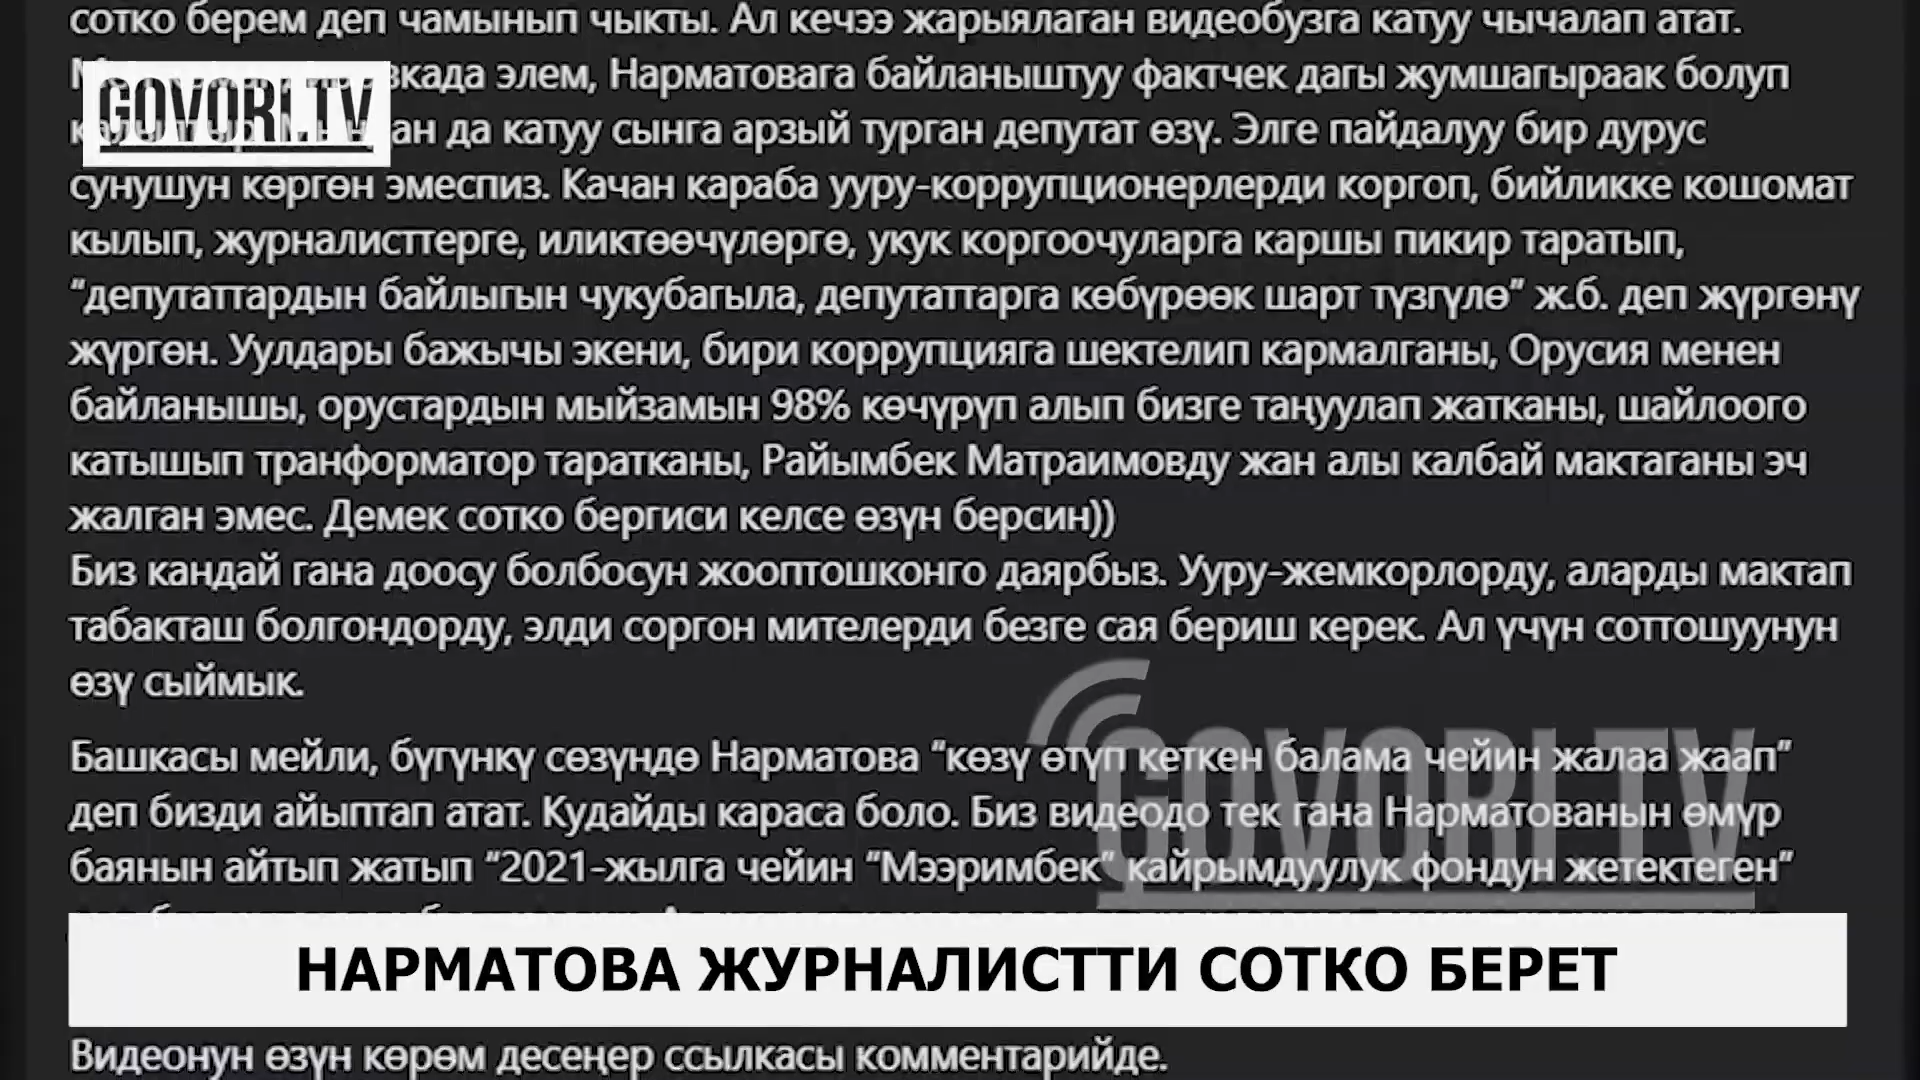 сотко берем деп чамынып чыкты. Ал кечээ жарыялаган видеобузга катуу чычалап атат.
элем, Нарматовага байланыштуу фактчек дагы жумшагыраак болуп
GOVORI TV
да катуу сынга арзый турган депутат өзү. Элге пайдалуу бир дурус
сунушун көргөн эмеспиз. Качан караба ууру-коррупционерлерди коргоп, бийликке кошомат
кылып, журналисттерге, иликтөөчүлөргө, укук коргоочуларга каршы пикир таратып,
“депутаттардын байлыгын чукубагыла, депутаттарга көбүрөөк шарт түзгүлө” ж.б. деп жүргөнү
жүргөн. Уулдары бажычы экени, бири коррупцияга шектелип кармалганы, Орусия менен
байланышы, орустардын мыйзамын 98% көчүрүп алып бизге таңуулап жатканы, шайлоого
катышып транформатор таратканы, Райымбек Матраимовду жан алы калбай мактаганы эч
жалган эмес. Демек сотко бергиси келсе өзүн берсин))
Биз кандай гана доосу болбосун жооптошконго даярбыз. Ууру-жемкорлорду, аларды мактап
табакташ болгондорду, элди соргон мителерди безге сая бериш керек. Ал үчүн соттошуунун
өзү сыймык.
Башкасы мейли, бүгүнкү сөзүндө Нарматова “көзү өтүп кеткен балама чейин жалаа жаап”
деп бизди айыптап атат. Кудайды караса боло. Биз видеодо тек гана Нарматованын өмүр
баянын айтып жатып “2021-жылга чейин “Мээримбек” кайрымдуулук фондун жетектеген”
GOVORI TV
НАРМАТОВА ЖУРНАЛИСТТИ СОТКО БЕРЕТ
Видеонун өзүн көрөм десеңер ссылкасы комментарийде.